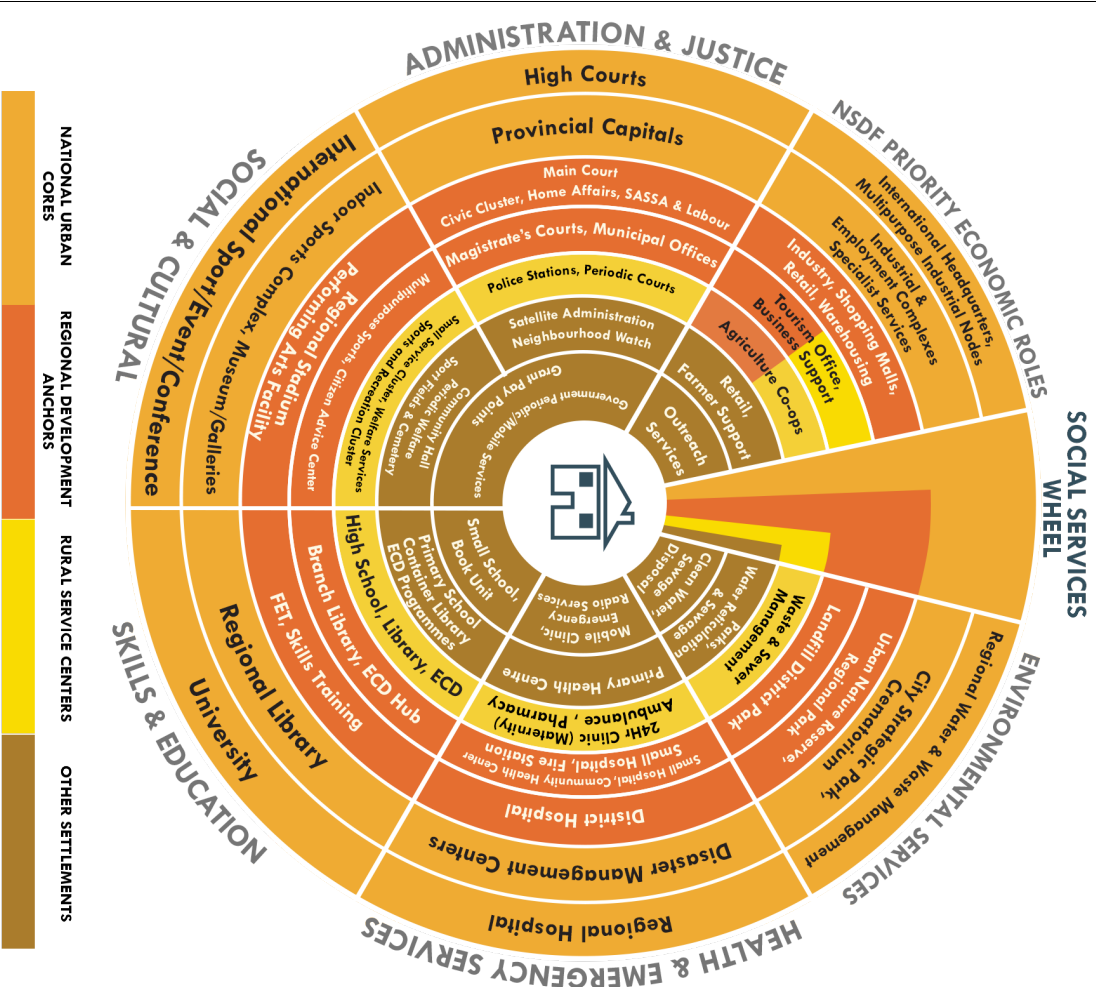 ADMINISTRATION & JUSTICE
High Courts
Provincial Capitals
Main Court
Civic Cluster, Home Affairs, SASSA & Labour
Magistrate's Courts, Municipal Offices
Police Stations, Periodic Courts
Satellite Administration
Neighbourhood Watch
Grant Pay Points
Government Periodic/Mobile Services
NSDF PRIORITY ECONOMIC ROLES
International Headquarters,
Multipurpose Industrial Nodes
Industrial &
Employment Complexes
Specialist Services
Industry, Shopping Malls,
Retail, Warehousing
Tourism
Business
Office,
Support
Agriculture Co-ops
Retail,
Farmer Support
Outreach
Services
SOCIAL SERVICES
WHEEL
ENVIRONMENTAL SERVICES
Regional Water & Waste Management
City Strategic Park,
Crematorium
Urban Nature Reserve,
Regional Park
Landfill District Park
Waste & Sewer
Management
Water Reticulation
& Sewage
Parks,
Clean Water,
Sewage
Disposal
HEALTH & EMERGENCY SERVICES
Regional Hospital
Disaster Management Centers
District Hospital
Small Hospital, Community Health Center
Small Hospital, Fire Station
24Hr Clinic (Maternity)
Ambulance , Pharmacy
Primary Health Centre
Mobile Clinic,
Emergency
Radio Services
SKILLS & EDUCATION
University
Regional Library
FET, Skills Training
Branch Library, ECD Hub
High School, Library, ECD
Primary School
Container Library
ECD Programmes
Small School,
Book Unit
SOCIAL & CULTURAL
International Sport/Event/Conference
Indoor Sports Complex, Museum/Galleries
Regional Stadium
Performing Arts Facility
Multipurpose Sports, Citizen Advice Center
Small Service Cluster, Welfare Services
Sports and Recreation Cluster
Community Hall
Periodic Welfare
Sport Fields & Cemetery
NATIONAL URBAN
CORES
REGIONAL DEVELOPMENT
ANCHORS
RURAL SERVICE CENTERS
OTHER SETTLEMENTS